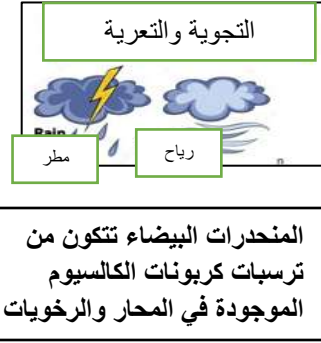 التجوية والتعرية
Rain
رياح
مطر
المنحدرات البيضاء تتكون من
ترسبات كربونات الكالسيوم
الموجودة في المحار والرخويات